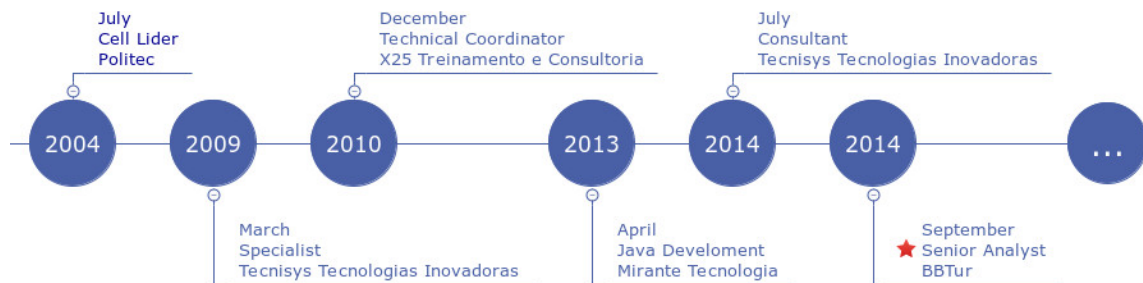 July
Cell Lider
Politec
December
Technical Coordinator
X25 Treinamento e Consultoria
July
Consultant
Tecnisys Tecnologias Inovadoras
2004
2009
2010
2013
2014
2014
...
March
Specialist
Tecnisys Tecnologias Inovadoras
April
Java Develoment
Mirante Tecnologia
September
Senior Analyst
BBTur